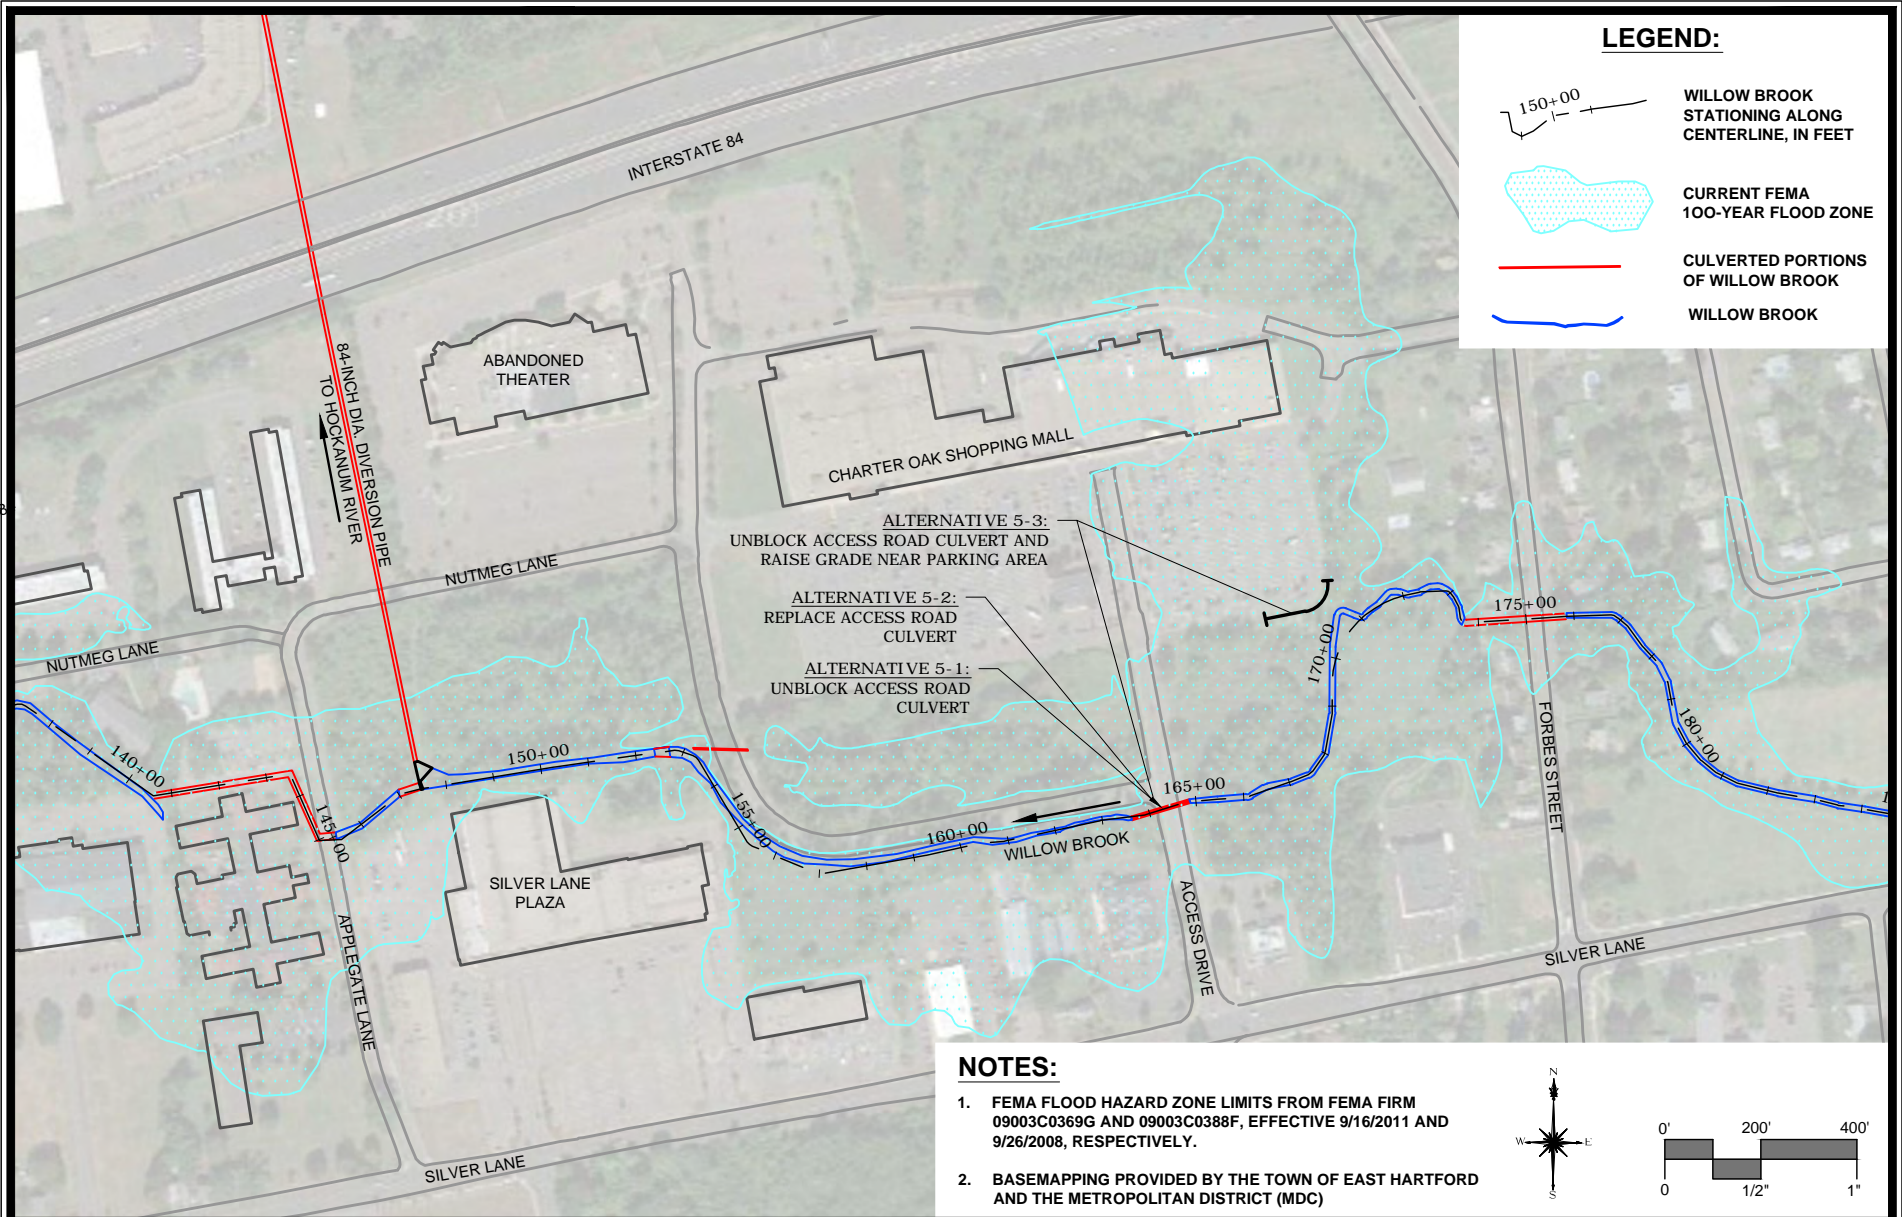 LEGEND:
150+00
WILLOW BROOK
STATIONING ALONG
CENTERLINE, IN FEET
CURRENT FEMA
1OO-YEAR FLOOD ZONE
CULVERTED PORTIONS
OF WILLOW BROOK
WILLOW BROOK
INTERSTATE 84
84-INCH DIA. DIVERSION PIPE
TO HOCKANUM RIVER
ABANDONED
THEATER
CHARTER OAK SHOPPING MALL
ALTERNATIVE 5-3:
UNBLOCK ACCESS ROAD CULVERT AND
RAISE GRADE NEAR PARKING AREA
ALTERNATIVE 5-2:
REPLACE ACCESS ROAD
CULVERT
ALTERNATIVE 5-1:
UNBLOCK ACCESS ROAD
CULVERT
NUTMEG LANE
NUTMEG LANE
140+00
145+00
150+00
155+00
160+00
165+00
170+00
175+00
180+00
WILLOW BROOK
SILVER LANE
PLAZA
APPLEGATE LANE
ACCESS DRIVE
FORBES STREET
SILVER LANE
SILVER LANE
NOTES:
1. FEMA FLOOD HAZARD ZONE LIMITS FROM FEMA FIRM
09003C0369G AND 09003C0388F, EFFECTIVE 9/16/2011 AND
9/26/2008, RESPECTIVELY.
2. BASEMAPPING PROVIDED BY THE TOWN OF EAST HARTFORD
AND THE METROPOLITAN DISTRICT (MDC)
N
W E
S
0' 200' 400'
0 1/2" 1"